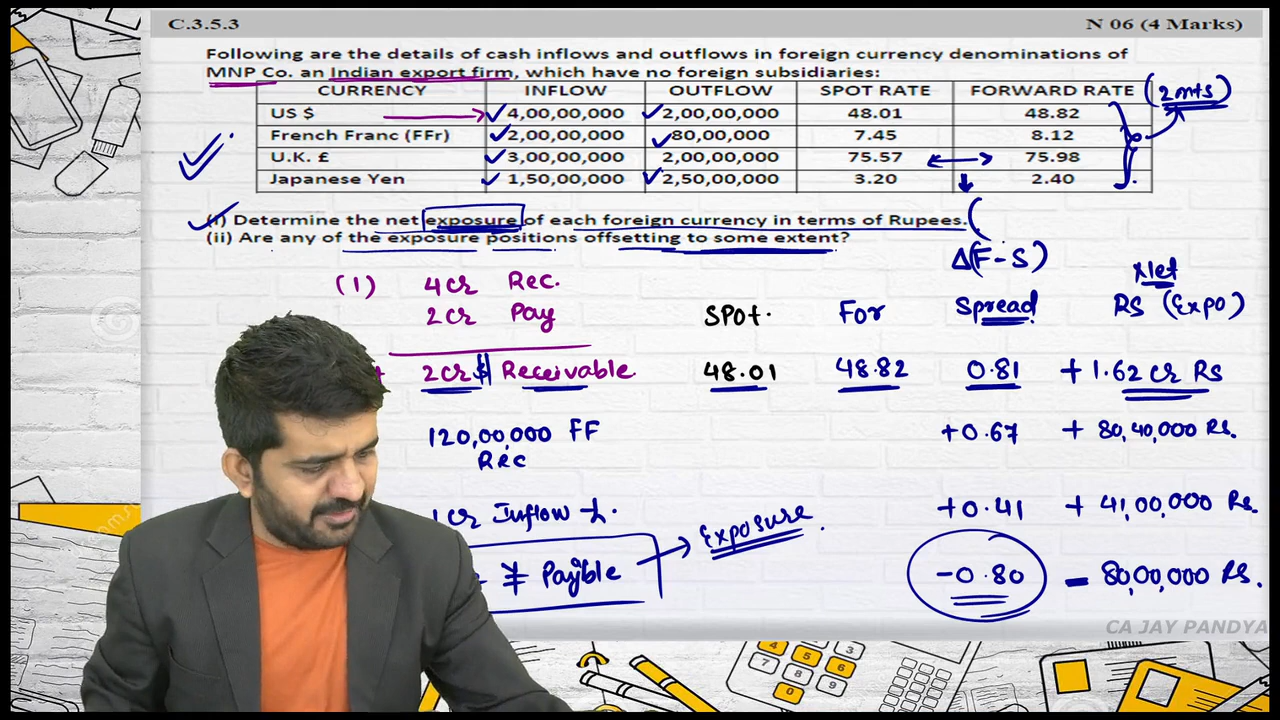 C.3.5.3 N 06 (4 Marks)
Following are the details of cash inflows and outflows in foreign currency denominations of
MNP Co. an Indian export firm, which have no foreign subsidiaries:
CURRENCY INFLOW OUTFLOW SPOT RATE FORWARD RATE (2mts)
US $ 4,00,00,000 2,00,00,000 48.01 48.82
French Franc (FFr) 2,00,00,000 80,00,000 7.45 8.12
U.K. £ 3,00,00,000 2,00,00,000 75.57 75.98
Japanese Yen 1,50,00,000 2,50,00,000 3.20 2.40
(i) Determine the net exposure of each foreign currency in terms of Rupees.
(ii) Are any of the exposure positions offsetting to some extent?
Δ(F-S)
(1) 4cr Rec. Net
2cr Pay SPot. For Spread RS (Expo)
2cr $ Receivable 48.01 48.82 0.81 + 1.62 cr Rs
120,00,000 FF +0.67 + 80,40,000 Rs.
Rec
1 cr Inflow £. +0.41 + 41,00,000 Rs.
Exposure
¥ Payible -0.80 - 80,00,000 Rs.
CA JAY PANDYA